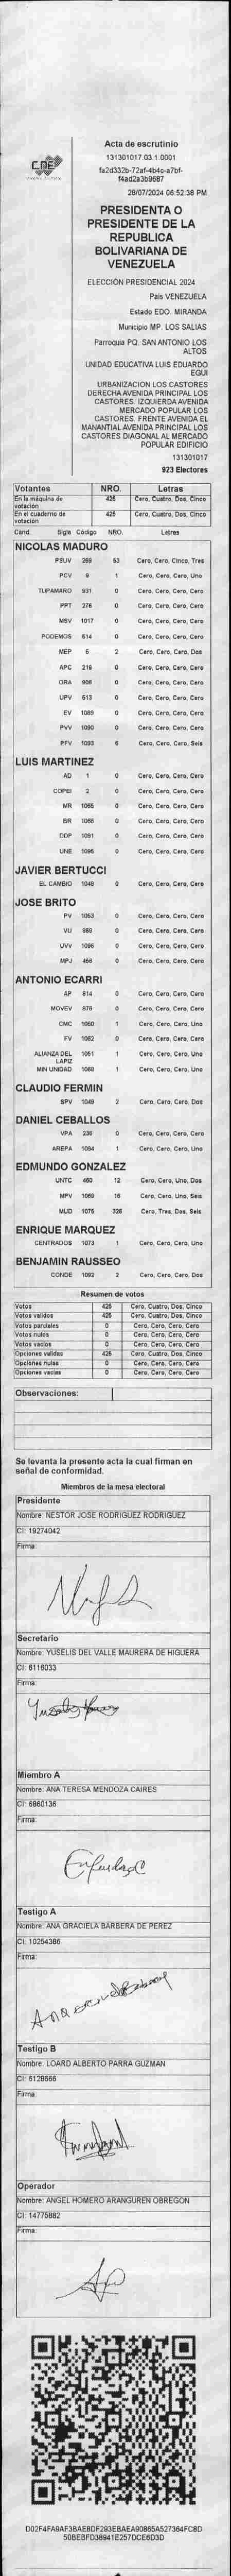 Acta de escrutinio
CNE
131301017.03.1.0001
fa2d332b-72af-4b4c-a7bf-
f4ad2a3b9687
28/07/2024 06:52:38 PM
PRESIDENTA O
PRESIDENTE DE LA
REPUBLICA
BOLIVARIANA DE
VENEZUELA
ELECCIÓN PRESIDENCIAL 2024
País VENEZUELA
Estado EDO. MIRANDA
Municipio MP. LOS SALIAS
Parroquia PQ. SAN ANTONIO LOS
ALTOS
UNIDAD EDUCATIVA LUIS EDUARDO
EGUI
URBANIZACION LOS CASTORES
DERECHA AVENIDA PRINCIPAL LOS
CASTORES. IZQUIERDA AVENIDA
MERCADO POPULAR LOS
CASTORES. FRENTE AVENIDA EL
MANANTIAL AVENIDA PRINCIPAL LOS
CASTORES DIAGONAL AL MERCADO
POPULAR EDIFICIO
131301017
923 Electores
Votantes NRO. Letras
En la máquina de votación 425 Cero, Cuatro, Dos, Cinco
En el cuaderno de votación 425 Cero, Cuatro, Dos, Cinco
Cand. Sigla Código NRO. Letras
NICOLAS MADURO
PSUV 269 53 Cero, Cero, Cinco, Tres
PCV 9 1 Cero, Cero, Cero, Uno
TUPAMARO 931 0 Cero, Cero, Cero, Cero
PPT 276 0 Cero, Cero, Cero, Cero
MSV 1017 0 Cero, Cero, Cero, Cero
PODEMOS 514 0 Cero, Cero, Cero, Cero
MEP 6 2 Cero, Cero, Cero, Dos
APC 219 0 Cero, Cero, Cero, Cero
ORA 906 0 Cero, Cero, Cero, Cero
UPV 513 0 Cero, Cero, Cero, Cero
EV 1089 0 Cero, Cero, Cero, Cero
PVV 1090 0 Cero, Cero, Cero, Cero
PFV 1093 6 Cero, Cero, Cero, Seis
LUIS MARTINEZ
AD 1 0 Cero, Cero, Cero, Cero
COPEI 2 0 Cero, Cero, Cero, Cero
MR 1065 0 Cero, Cero, Cero, Cero
BR 1066 0 Cero, Cero, Cero, Cero
DDP 1091 0 Cero, Cero, Cero, Cero
UNE 1095 0 Cero, Cero, Cero, Cero
JAVIER BERTUCCI
EL CAMBIO 1048 0 Cero, Cero, Cero, Cero
JOSE BRITO
PV 1053 0 Cero, Cero, Cero, Cero
VU 959 0 Cero, Cero, Cero, Cero
UVV 1096 0 Cero, Cero, Cero, Cero
MPJ 458 0 Cero, Cero, Cero, Cero
ANTONIO ECARRI
AP 814 0 Cero, Cero, Cero, Cero
MOVEV 879 0 Cero, Cero, Cero, Cero
CMC 1050 1 Cero, Cero, Cero, Uno
FV 1082 0 Cero, Cero, Cero, Cero
ALIANZA DEL LAPIZ 1051 1 Cero, Cero, Cero, Uno
MIN UNIDAD 1068 1 Cero, Cero, Cero, Uno
CLAUDIO FERMIN
SPV 1049 2 Cero, Cero, Cero, Dos
DANIEL CEBALLOS
VPA 236 0 Cero, Cero, Cero, Cero
AREPA 1084 1 Cero, Cero, Cero, Uno
EDMUNDO GONZALEZ
UNTC 460 12 Cero, Cero, Uno, Dos
MPV 1069 16 Cero, Cero, Uno, Seis
MUD 1075 326 Cero, Tres, Dos, Seis
ENRIQUE MARQUEZ
CENTRADOS 1073 1 Cero, Cero, Cero, Uno
BENJAMIN RAUSSEO
CONDE 1092 2 Cero, Cero, Cero, Dos
Resumen de votos
Votos 425 Cero, Cuatro, Dos, Cinco
Votos validos 425 Cero, Cuatro, Dos, Cinco
Votos parciales 0 Cero, Cero, Cero, Cero
Votos nulos 0 Cero, Cero, Cero, Cero
Votos vacios 0 Cero, Cero, Cero, Cero
Opciones validas 425 Cero, Cuatro, Dos, Cinco
Opciones nulas 0 Cero, Cero, Cero, Cero
Opciones vacias 0 Cero, Cero, Cero, Cero
Observaciones:
Se levanta la presente acta la cual firman en
señal de conformidad.
Miembros de la mesa electoral
Presidente
Nombre: NESTOR JOSE RODRIGUEZ RODRIGUEZ
CI: 19274042
Firma:
Secretario
Nombre: YUSELIS DEL VALLE MAURERA DE HIGUERA
CI: 6116033
Firma:
Miembro A
Nombre: ANA TERESA MENDOZA CAIRES
CI: 6860136
Firma:
Testigo A
Nombre: ANA GRACIELA BARBERA DE PEREZ
CI: 10254386
Firma:
Testigo B
Nombre: LOARD ALBERTO PARRA GUZMAN
CI: 6128666
Firma:
Operador
Nombre: ANGEL HOMERO ARANGUREN OBREGON
CI: 14775882
Firma:
D02F4FA9AF3BAEBDF293EBAEA90865A527364FC8D
50BEBFD38941E257DCE6D3D